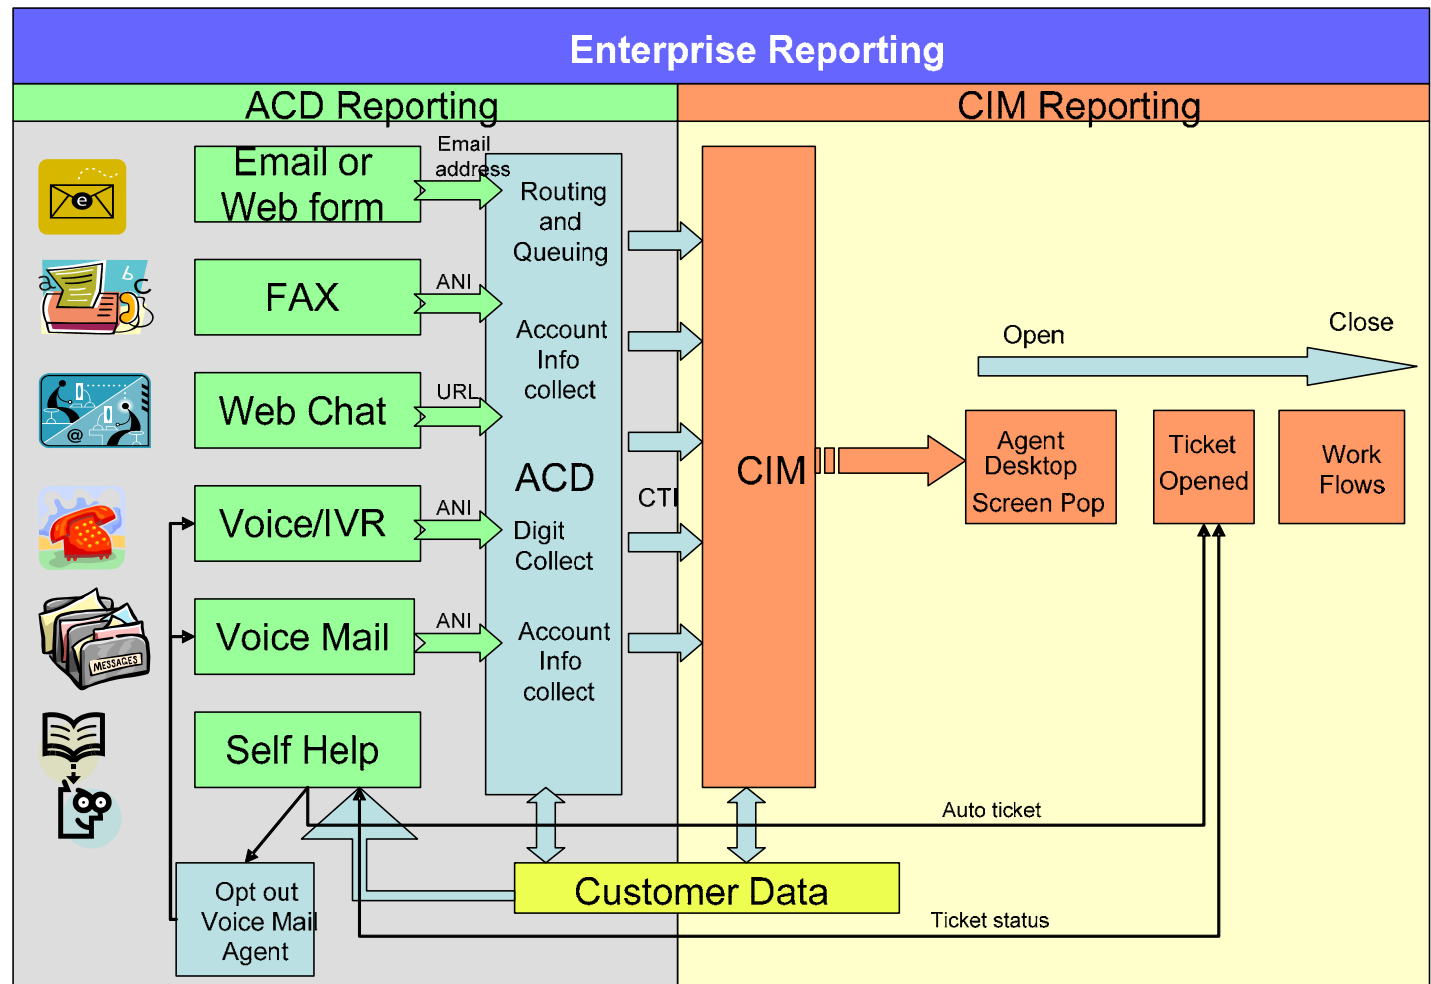 Enterprise Reporting
ACD Reporting
CIM Reporting
Email or
Web form
Email
address
FAX
ANI
Web Chat
URL
Voice/IVR
ANI
Voice Mail
ANI
Self Help
Opt out
Voice Mail
Agent
Routing
and
Queuing
Account
Info
collect
ACD
Digit
Collect
Account
Info
collect
CTI
CIM
Open
Close
Agent
Desktop
Screen Pop
Ticket
Opened
Work
Flows
Auto ticket
Customer Data
Ticket status
a
b
c
e
@
MESSAGES